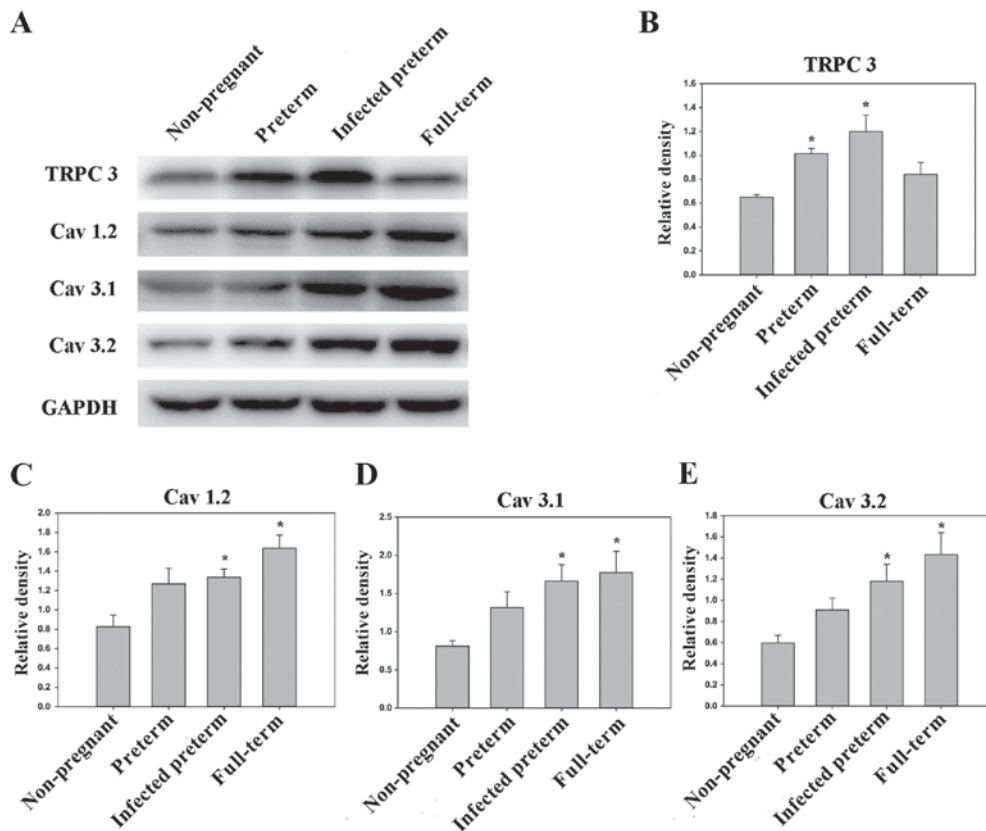 A
Non-pregnant
Preterm
Infected preterm
Full-term
TRPC 3
Cav 1.2
Cav 3.1
Cav 3.2
GAPDH
B
TRPC 3
Relative density
1.6
1.4
1.2
1.0
0.8
0.6
0.4
0.2
0.0
*
*
Non-pregnant
Preterm
Infected preterm
Full-term
C
Cav 1.2
Relative density
2.0
1.8
1.6
1.4
1.2
1.0
0.8
0.6
0.4
0.2
0.0
*
*
Non-pregnant
Preterm
Infected preterm
Full-term
D
Cav 3.1
Relative density
2.5
2.0
1.5
1.0
0.5
0.0
*
*
Non-pregnant
Preterm
Infected preterm
Full-term
E
Cav 3.2
Relative density
1.8
1.6
1.4
1.2
1.0
0.8
0.6
0.4
0.2
0.0
*
*
Non-pregnant
Preterm
Infected preterm
Full-term